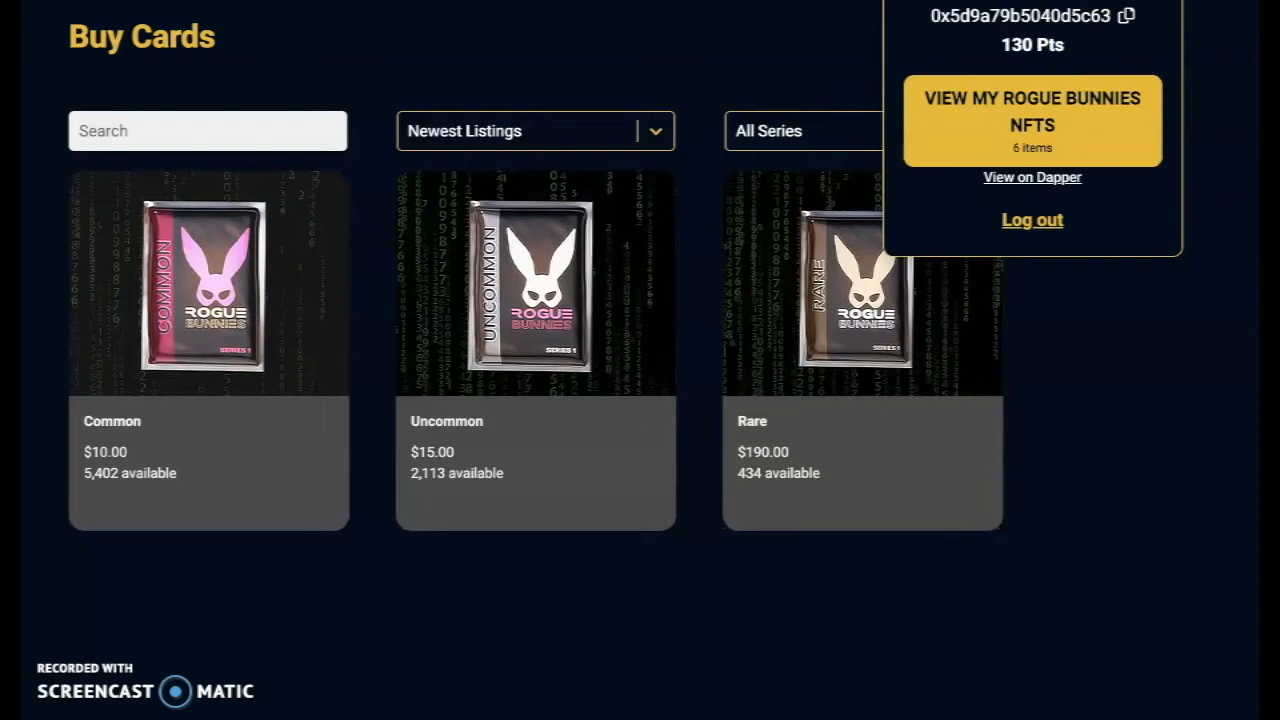 0x5d9a79b5040d5c63
130 Pts
Buy Cards
VIEW MY ROGUE BUNNIES
NFTS
6 items
View on Dapper
Log out
Search
Newest Listings
All Series
COMMON
ROGUE
BUNNIES
SERIES 1
UNCOMMON
ROGUE
BUNNIES
SERIES 1
RARE
ROGUE
BUNNIES
SERIES 1
Common
$10.00
5,402 available
Uncommon
$15.00
2,113 available
Rare
$190.00
434 available
RECORDED WITH
SCREENCAST MATIC